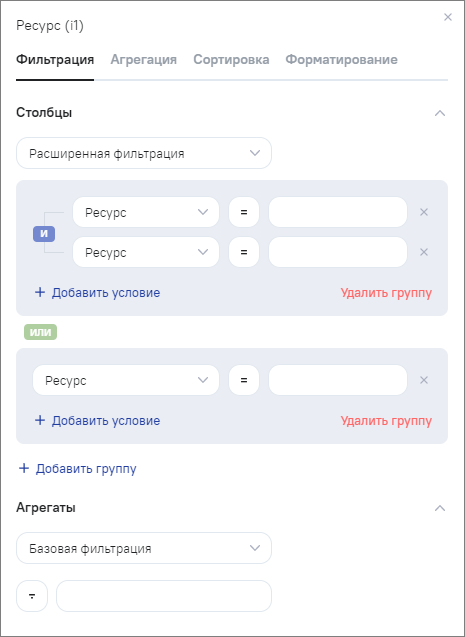 Ресурс (i1)
Фильтрация Агрегация Сортировка Форматирование
Столбцы
Расширенная фильтрация
Ресурс =
И
Ресурс =
+ Добавить условие Удалить группу
ИЛИ
Ресурс =
+ Добавить условие Удалить группу
+ Добавить группу
Агрегаты
Базовая фильтрация